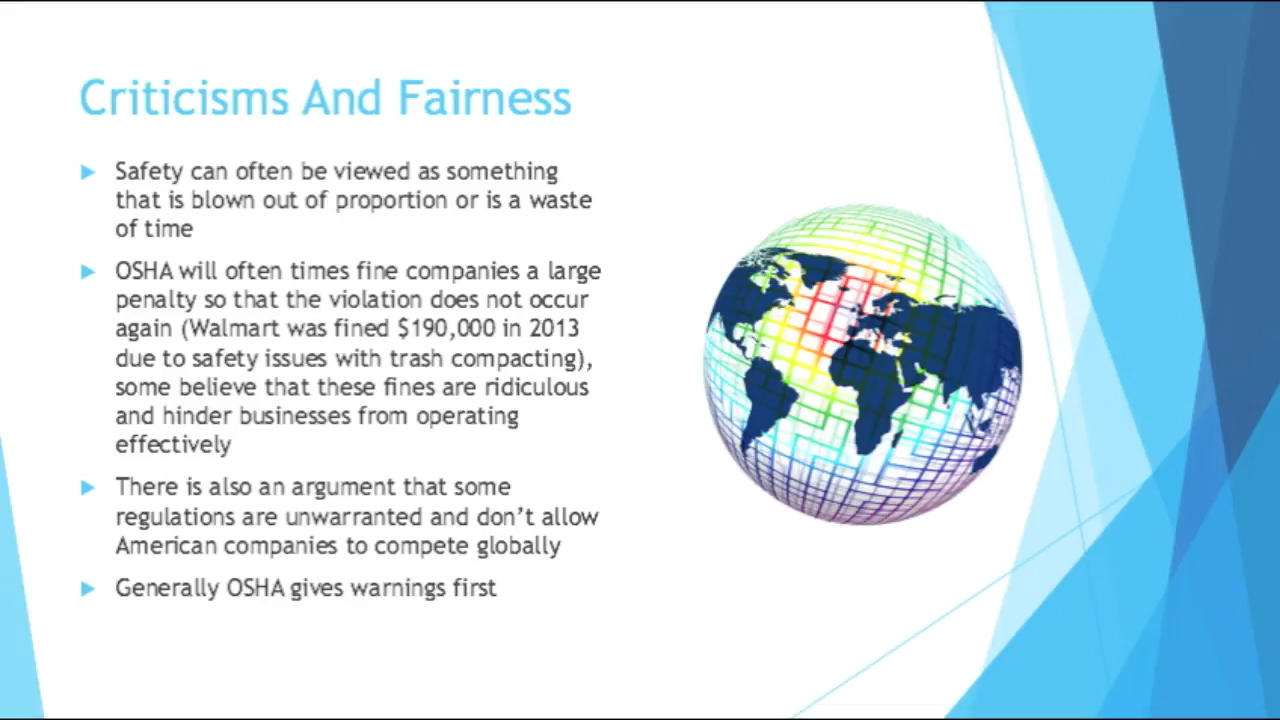 Criticisms And Fairness
Safety can often be viewed as something
that is blown out of proportion or is a waste
of time
OSHA will often times fine companies a large
penalty so that the violation does not occur
again (Walmart was fined $190,000 in 2013
due to safety issues with trash compacting),
some believe that these fines are ridiculous
and hinder businesses from operating
effectively
There is also an argument that some
regulations are unwarranted and don’t allow
American companies to compete globally
Generally OSHA gives warnings first